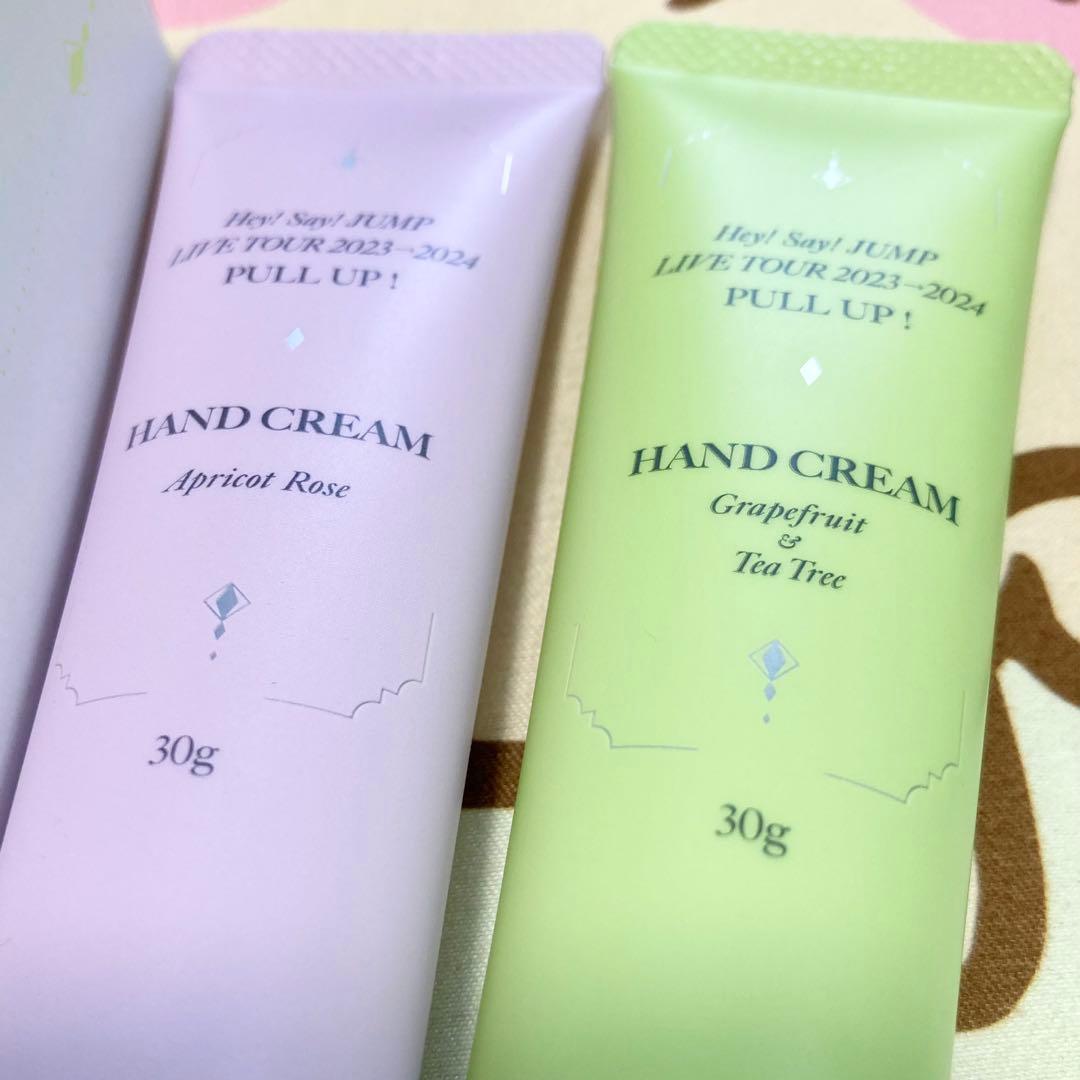 Hey! Say! JUMP
LIVE TOUR 2023→2024
PULL UP!
HAND CREAM
Apricot Rose
30g
Hey! Say! JUMP
LIVE TOUR 2023→2024
PULL UP!
HAND CREAM
Grapefruit
&
Tea Tree
30g